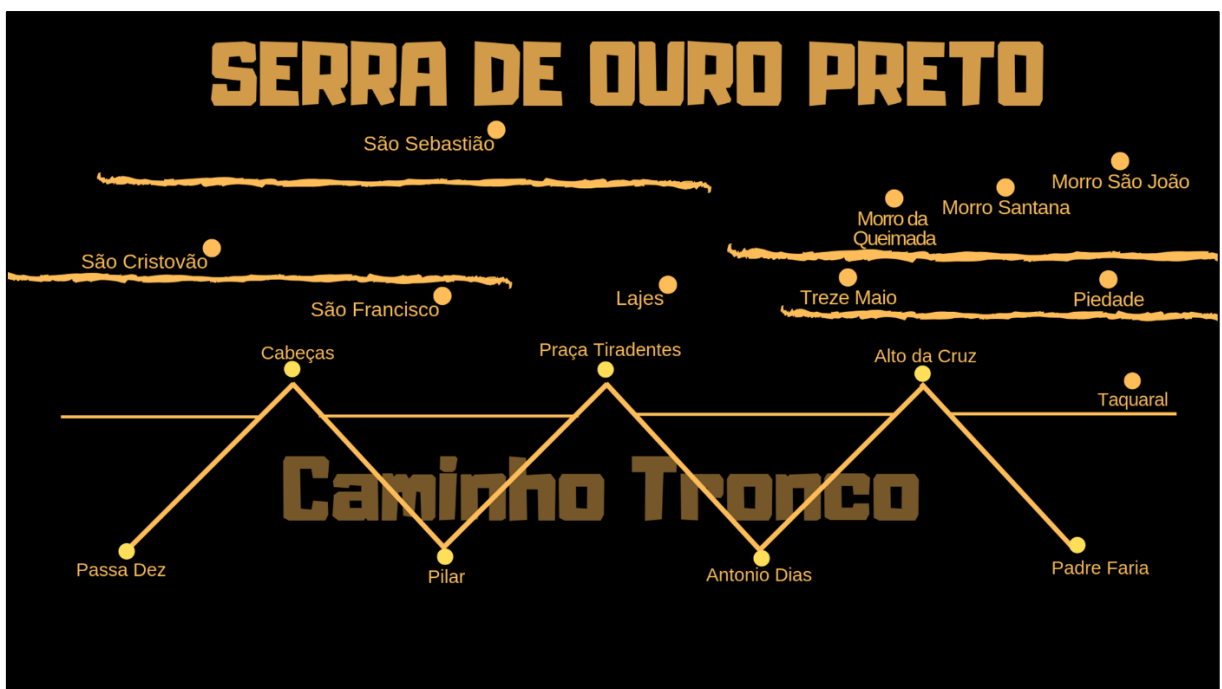 SERRA DE OURO PRETO
São Sebastião
Morro São João
Morro Santana
Morro da
Queimada
São Cristovão
São Francisco
Lajes
Treze Maio
Piedade
Cabeças
Praça Tiradentes
Alto da Cruz
Taquaral
Caminho Tronco
Passa Dez
Pilar
Antonio Dias
Padre Faria